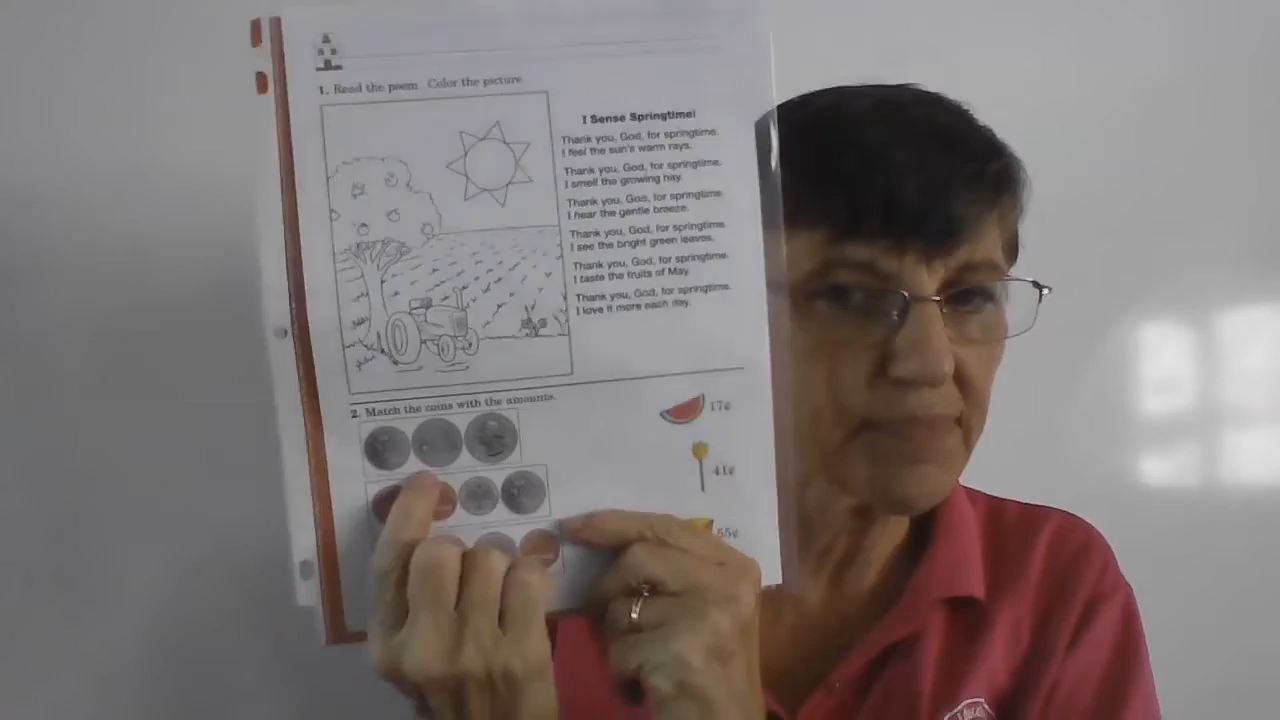 1. Read the poem. Color the picture
I Sense Springtime!
Thank you, God, for springtime.
I feel the sun's warm rays.
Thank you, God, for springtime.
I smell the growing hay.
Thank you, God, for springtime.
I hear the gentle breeze.
Thank you, God, for springtime.
I see the bright green leaves.
Thank you, God, for springtime.
I taste the fruits of May.
Thank you, God, for springtime.
I love it more each day.
2. Match the coins with the amounts.
17¢
41¢
55¢